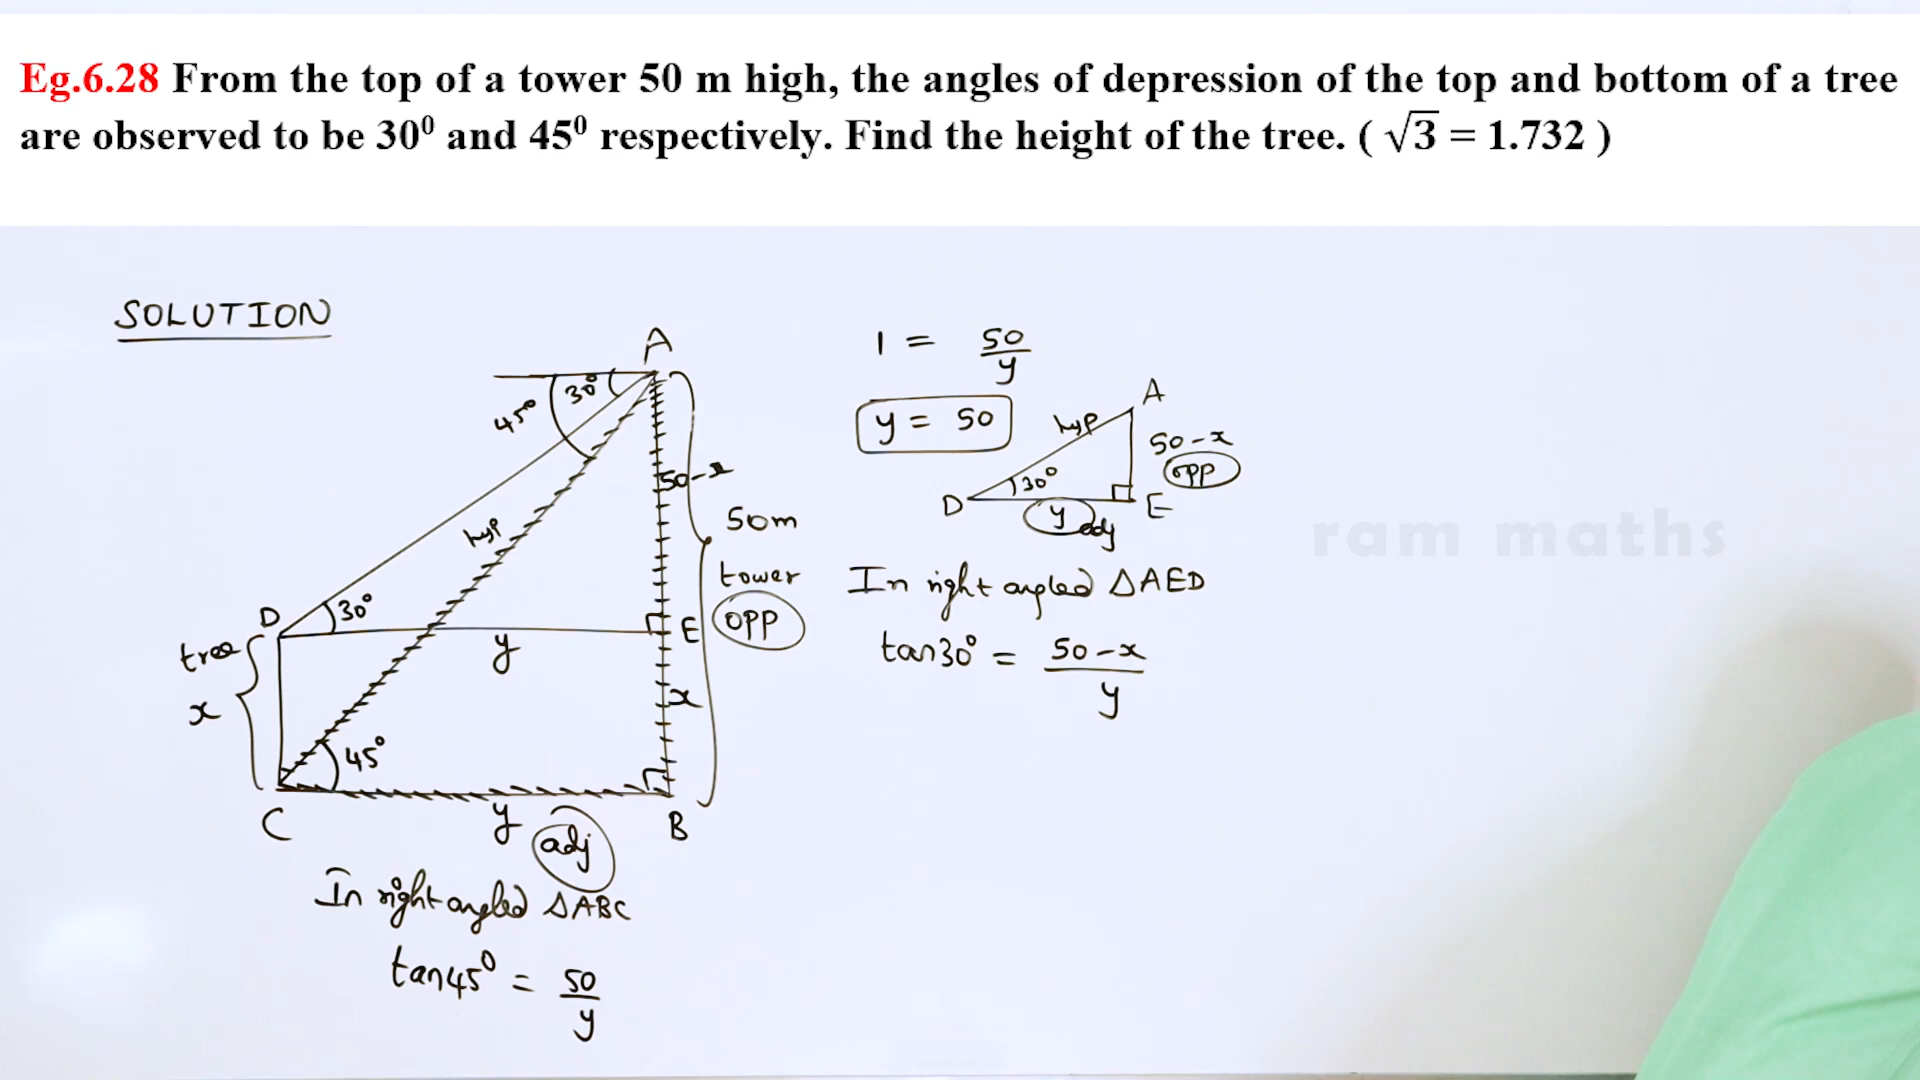 Eg.6.28 From the top of a tower 50 m high, the angles of depression of the top and bottom of a tree
are observed to be 30⁰ and 45⁰ respectively. Find the height of the tree. ( √3 = 1.732 )
SOLUTION
A
30°
45°
50-x
hyp
50m
tower
opp
D
30°
y
E
tree
x
x
45°
C
y
adj
B
In right angled △ABC
tan45° = 50/y
1 = 50/y
y = 50
A
hyp
50-x
opp
30°
D
y
adj
E
In right angled △AED
tan30° = 50-x/y
ram maths